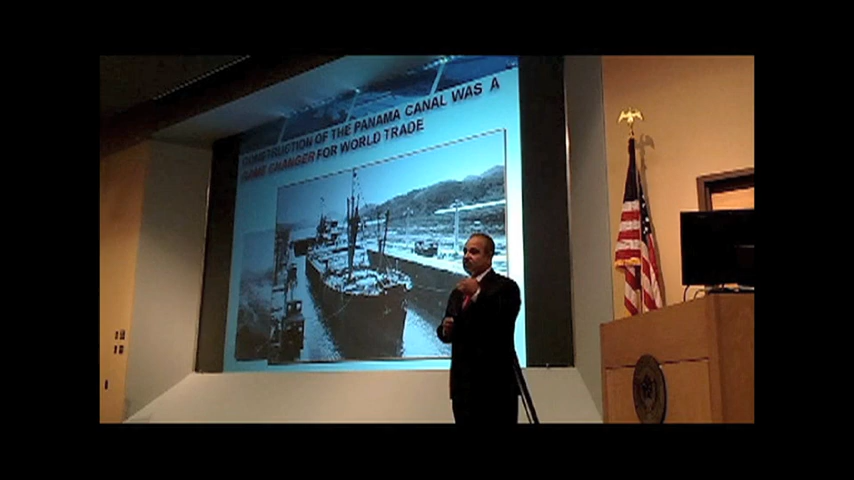 CONSTRUCTION OF THE PANAMA CANAL WAS A
GAME CHANGER FOR WORLD TRADE